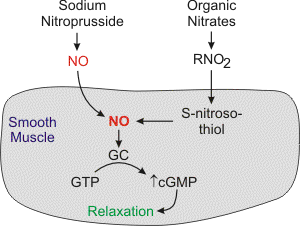 Sodium
Nitroprusside
Organic
Nitrates
NO
RNO2
Smooth
Muscle
NO
S-nitroso-
thiol
GC
GTP
↑cGMP
Relaxation